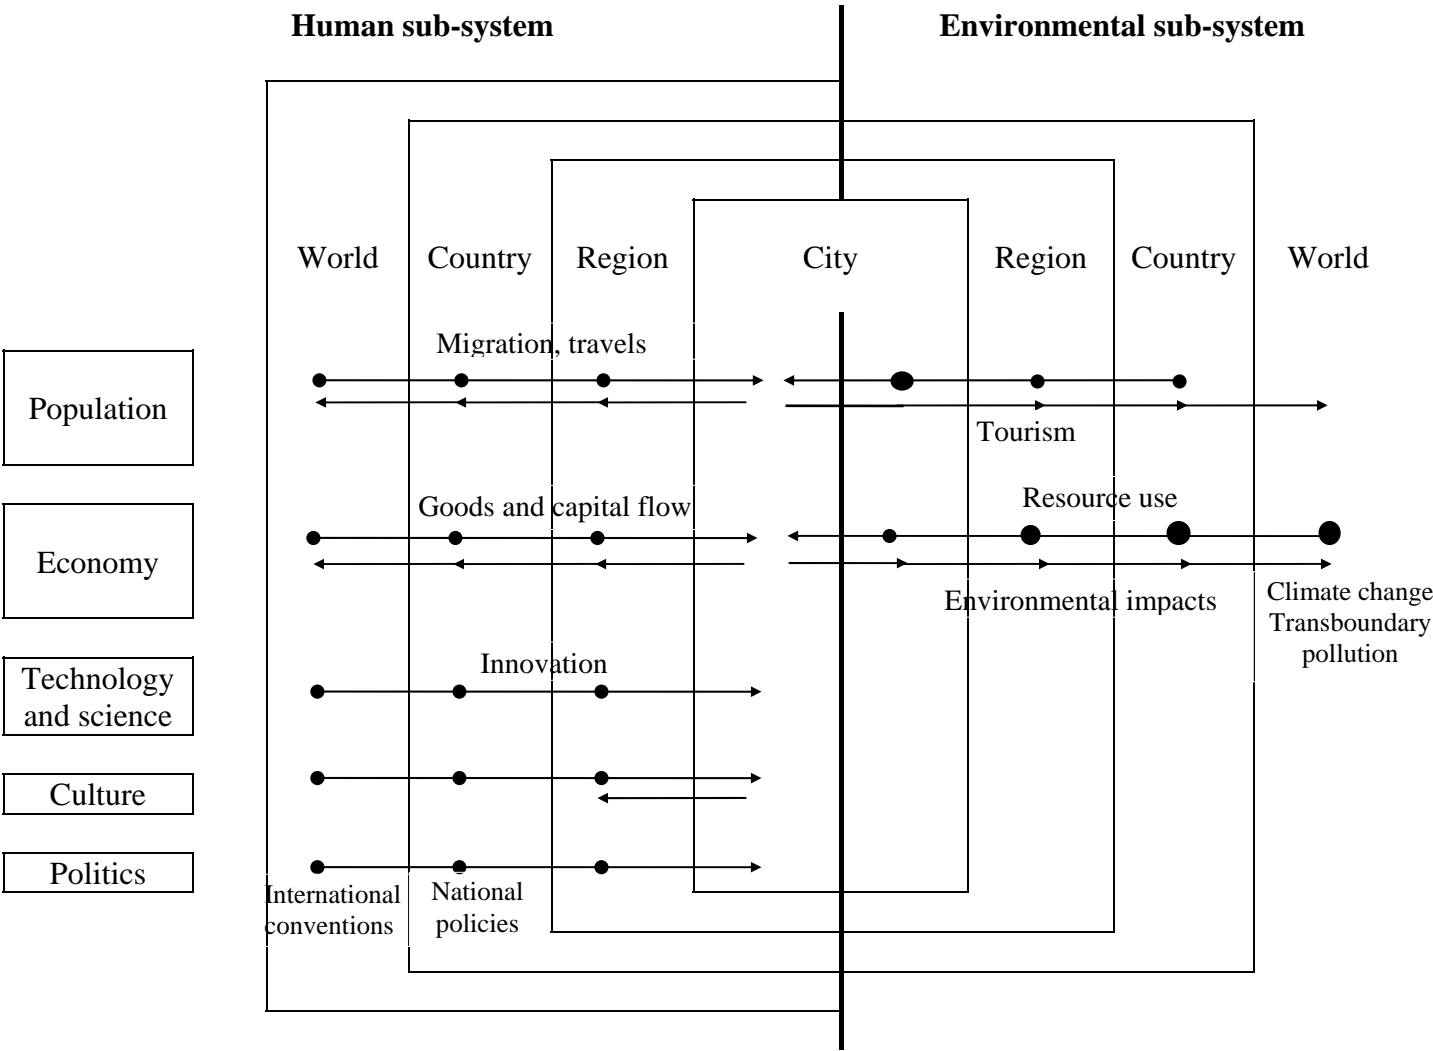 Human sub-system
Environmental sub-system
World
Country
Region
City
Region
Country
World
Migration, travels
Population
Tourism
Goods and capital flow
Resource use
Economy
Environmental impacts
Climate change
Transboundary
pollution
Innovation
Technology
and science
Culture
Politics
International
conventions
National
policies